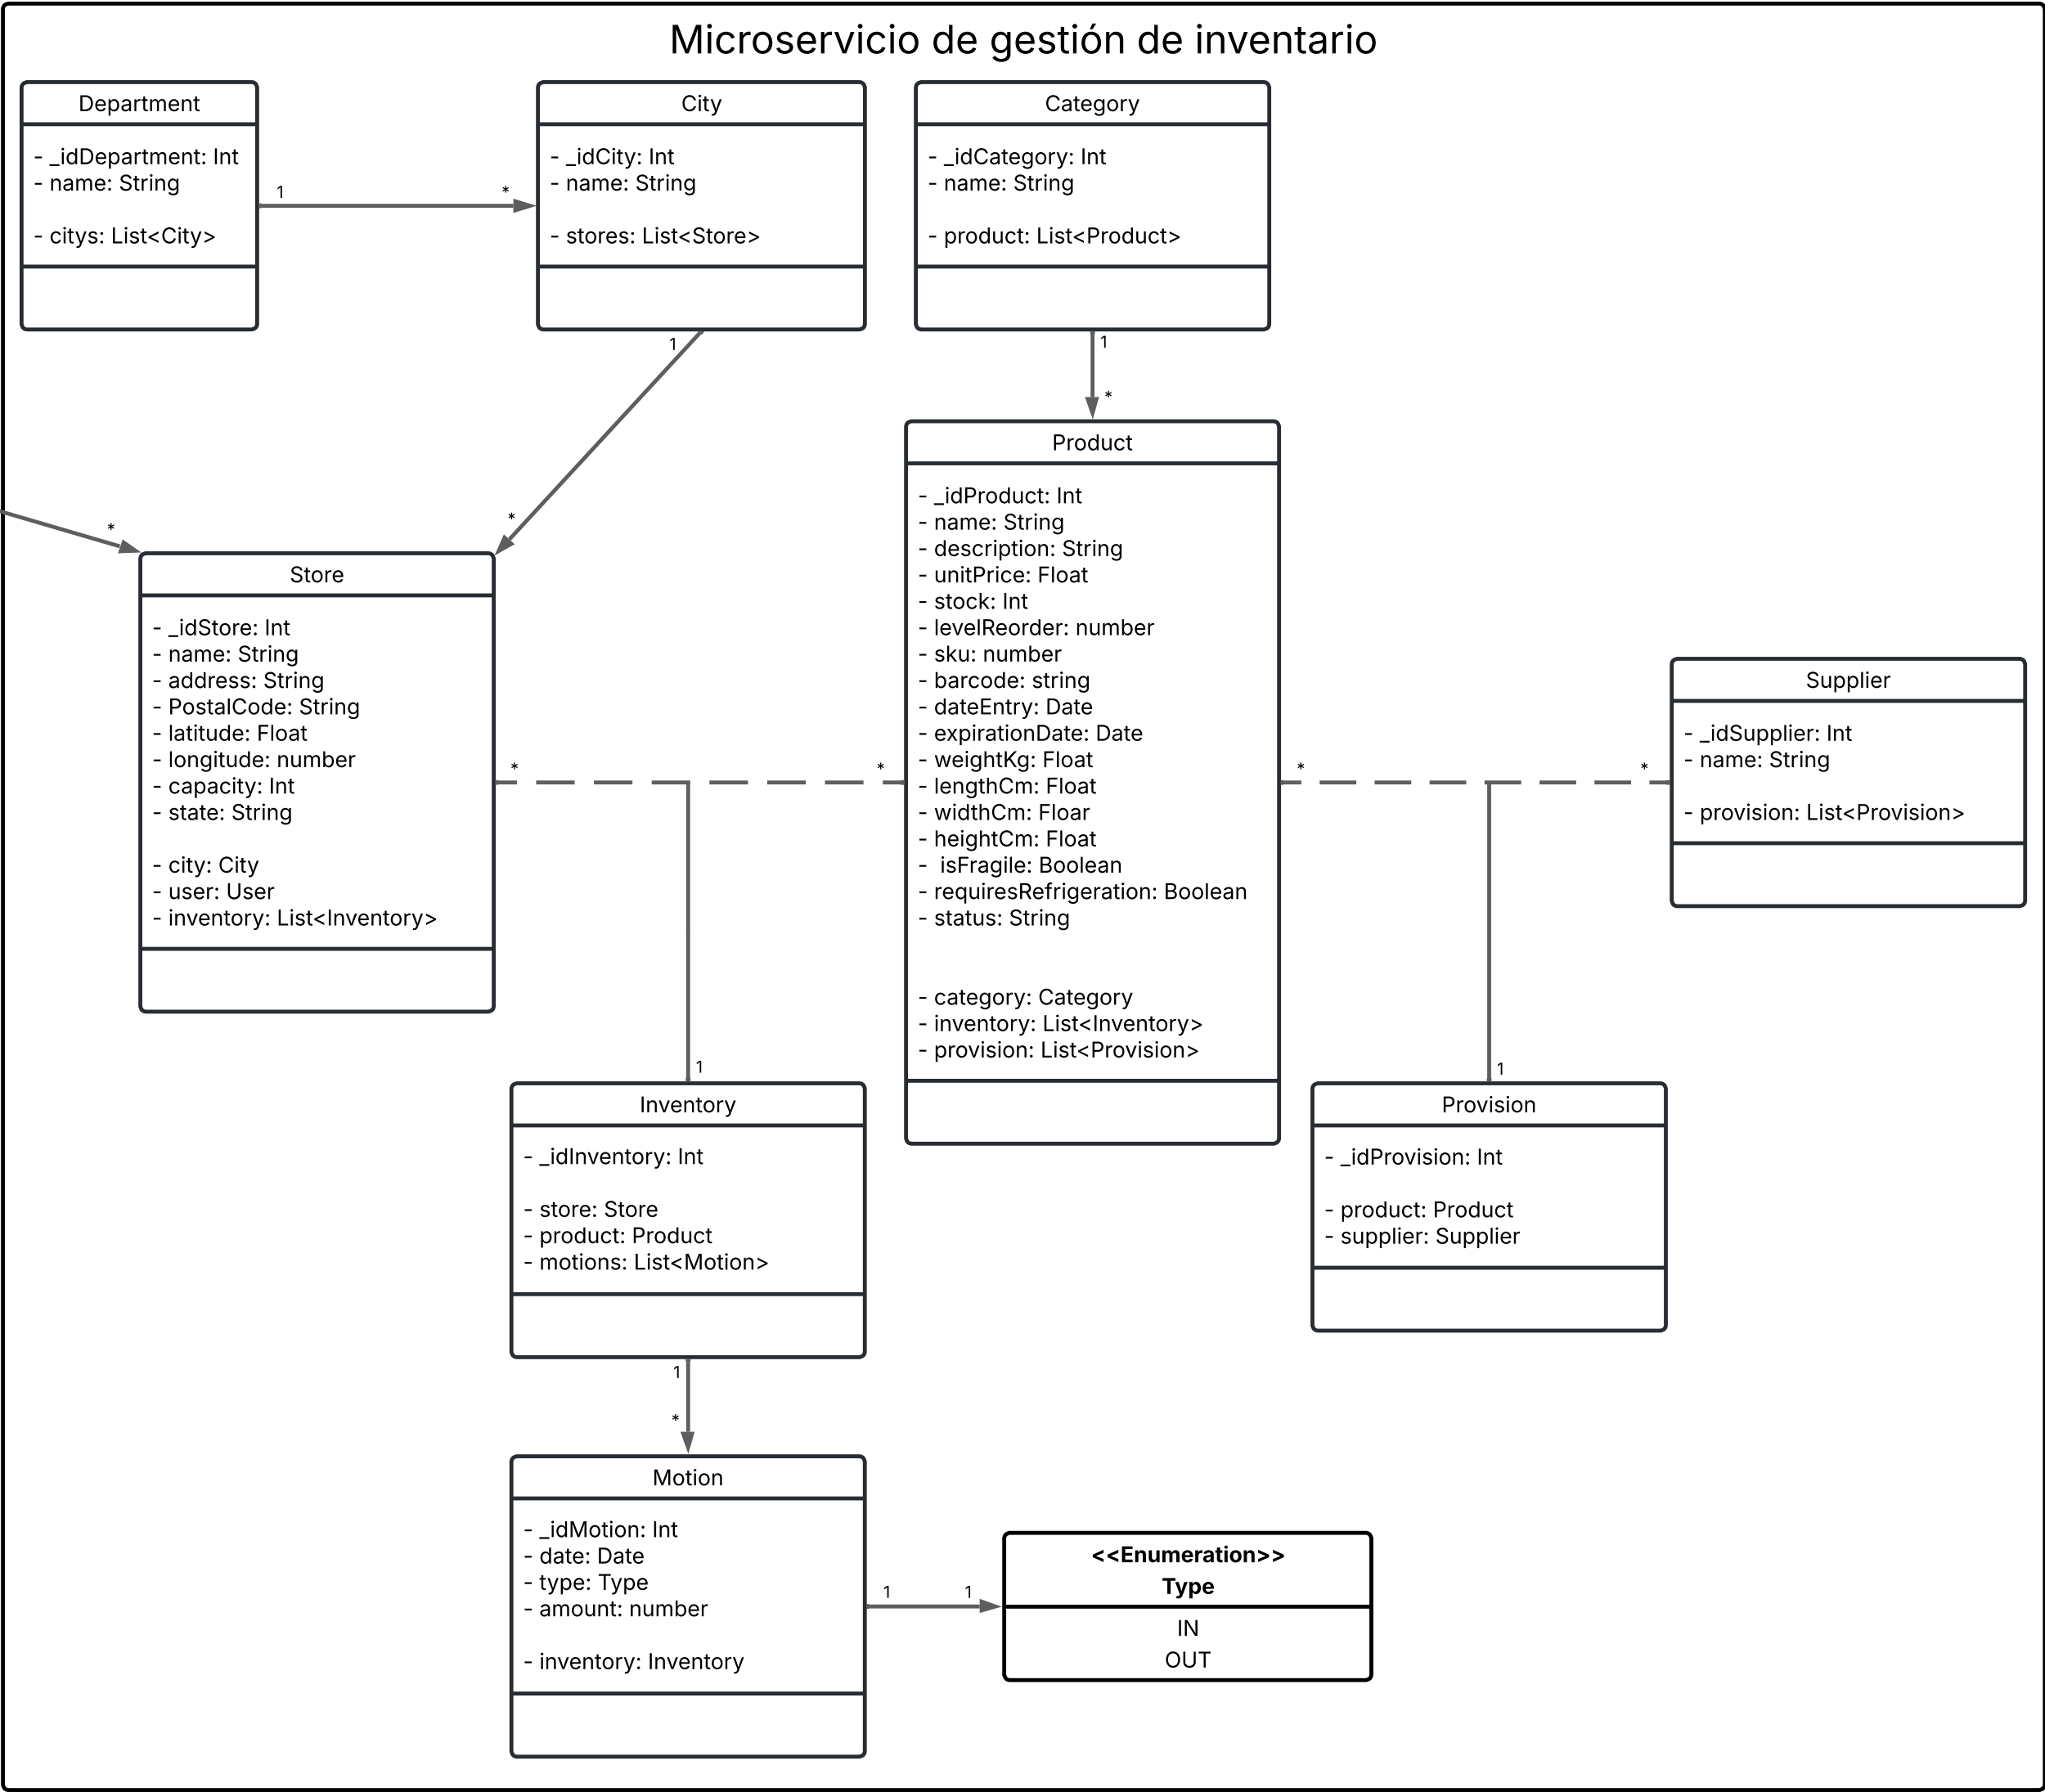 Microservicio de gestión de inventario
Department
- _idDepartment: Int
- name: String
- citys: List<City>
1
*
City
- _idCity: Int
- name: String
- stores: List<Store>
1
*
Category
- _idCategory: Int
- name: String
- product: List<Product>
1
*
*
Store
- _idStore: Int
- name: String
- address: String
- PostalCode: String
- latitude: Float
- longitude: number
- capacity: Int
- state: String
- city: City
- user: User
- inventory: List<Inventory>
*
*
Product
- _idProduct: Int
- name: String
- description: String
- unitPrice: Float
- stock: Int
- levelReorder: number
- sku: number
- barcode: string
- dateEntry: Date
- expirationDate: Date
- weightKg: Float
- lengthCm: Float
- widthCm: Floar
- heightCm: Float
- isFragile: Boolean
- requiresRefrigeration: Boolean
- status: String
- category: Category
- inventory: List<Inventory>
- provision: List<Provision>
*
*
Supplier
- _idSupplier: Int
- name: String
- provision: List<Provision>
1
Inventory
- _idInventory: Int
- store: Store
- product: Product
- motions: List<Motion>
1
*
1
Provision
- _idProvision: Int
- product: Product
- supplier: Supplier
Motion
- _idMotion: Int
- date: Date
- type: Type
- amount: number
- inventory: Inventory
1
1
<<Enumeration>>
Type
IN
OUT